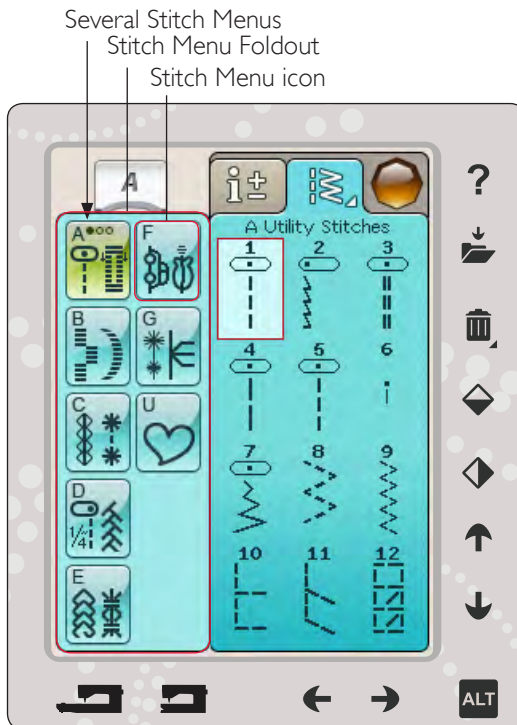 Several Stitch Menus
Stitch Menu Foldout
Stitch Menu icon
A
i±
?
A Utility Stitches
A F
1 2 3
B G
4 5 6
C U
7 8 9
D
1/4"
10 11 12
E
ALT